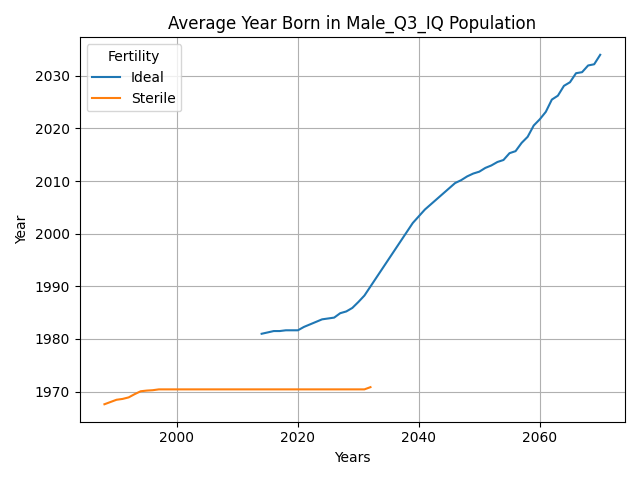 Average Year Born in Male_Q3_IQ Population
Fertility
Ideal
Sterile
2030
2020
2010
2000
1990
1980
1970
Year
2000 2020 2040 2060
Years